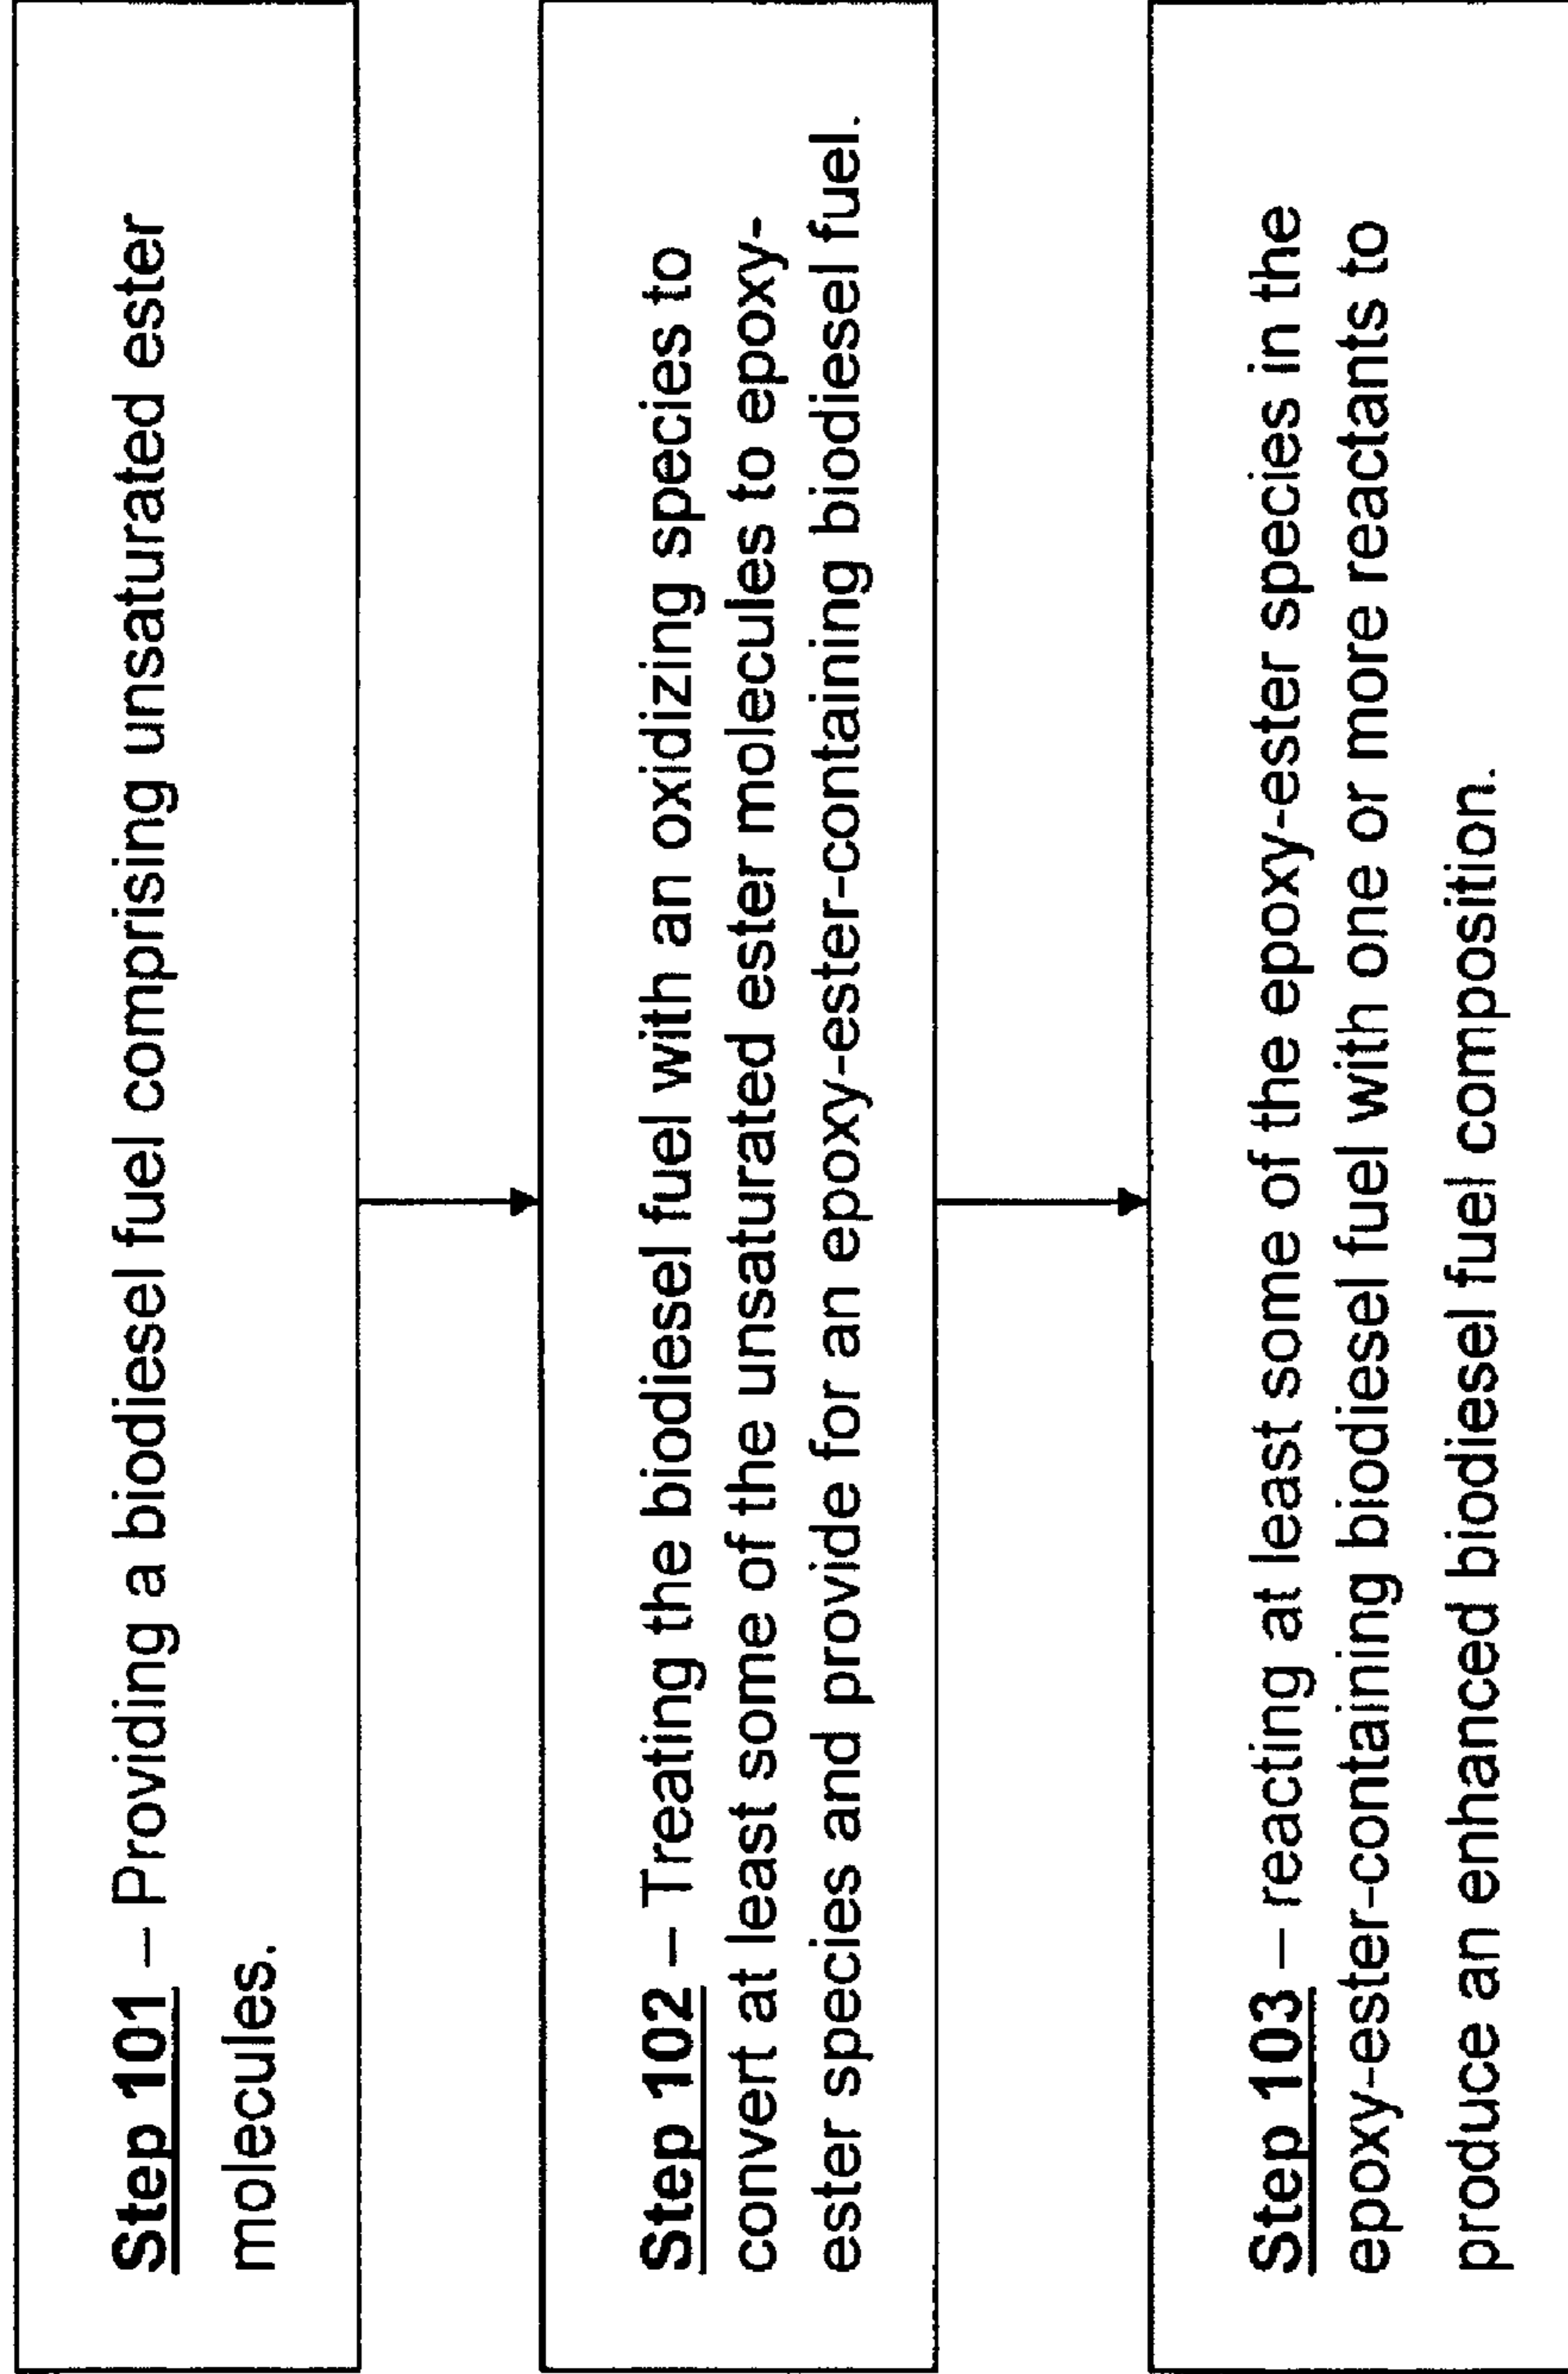 Step 101 – Providing a biodiesel fuel comprising unsaturated ester
molecules.
Step 102 – Treating the biodiesel fuel with an oxidizing species to
convert at least some of the unsaturated ester molecules to epoxy-
ester species and provide for an epoxy-ester-containing biodiesel fuel.
Step 103 – reacting at least some of the epoxy-ester species in the
epoxy-ester-containing biodiesel fuel with one or more reactants to
produce an enhanced biodiesel fuel composition.